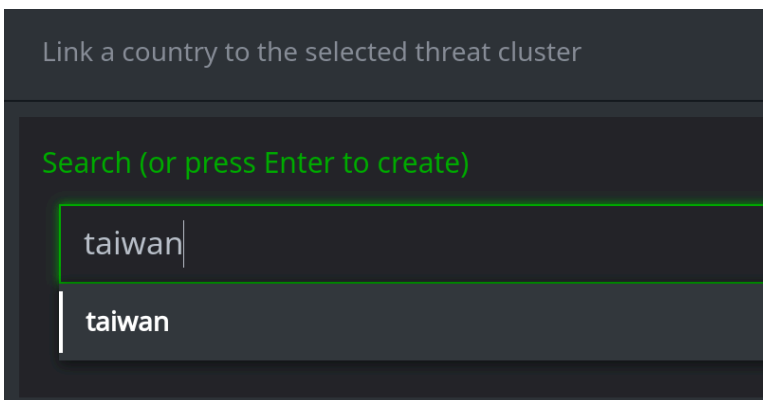 Link a country to the selected threat cluster
Search (or press Enter to create)
taiwan
taiwan